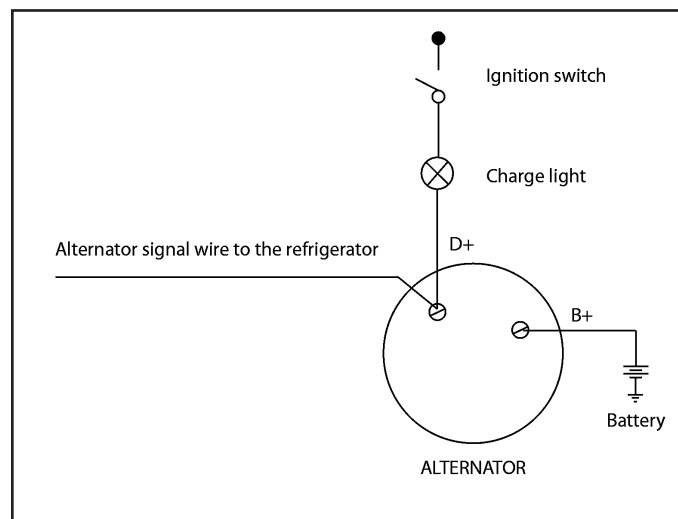 Ignition switch
Charge light
Alternator signal wire to the refrigerator
D+
B+
Battery
ALTERNATOR